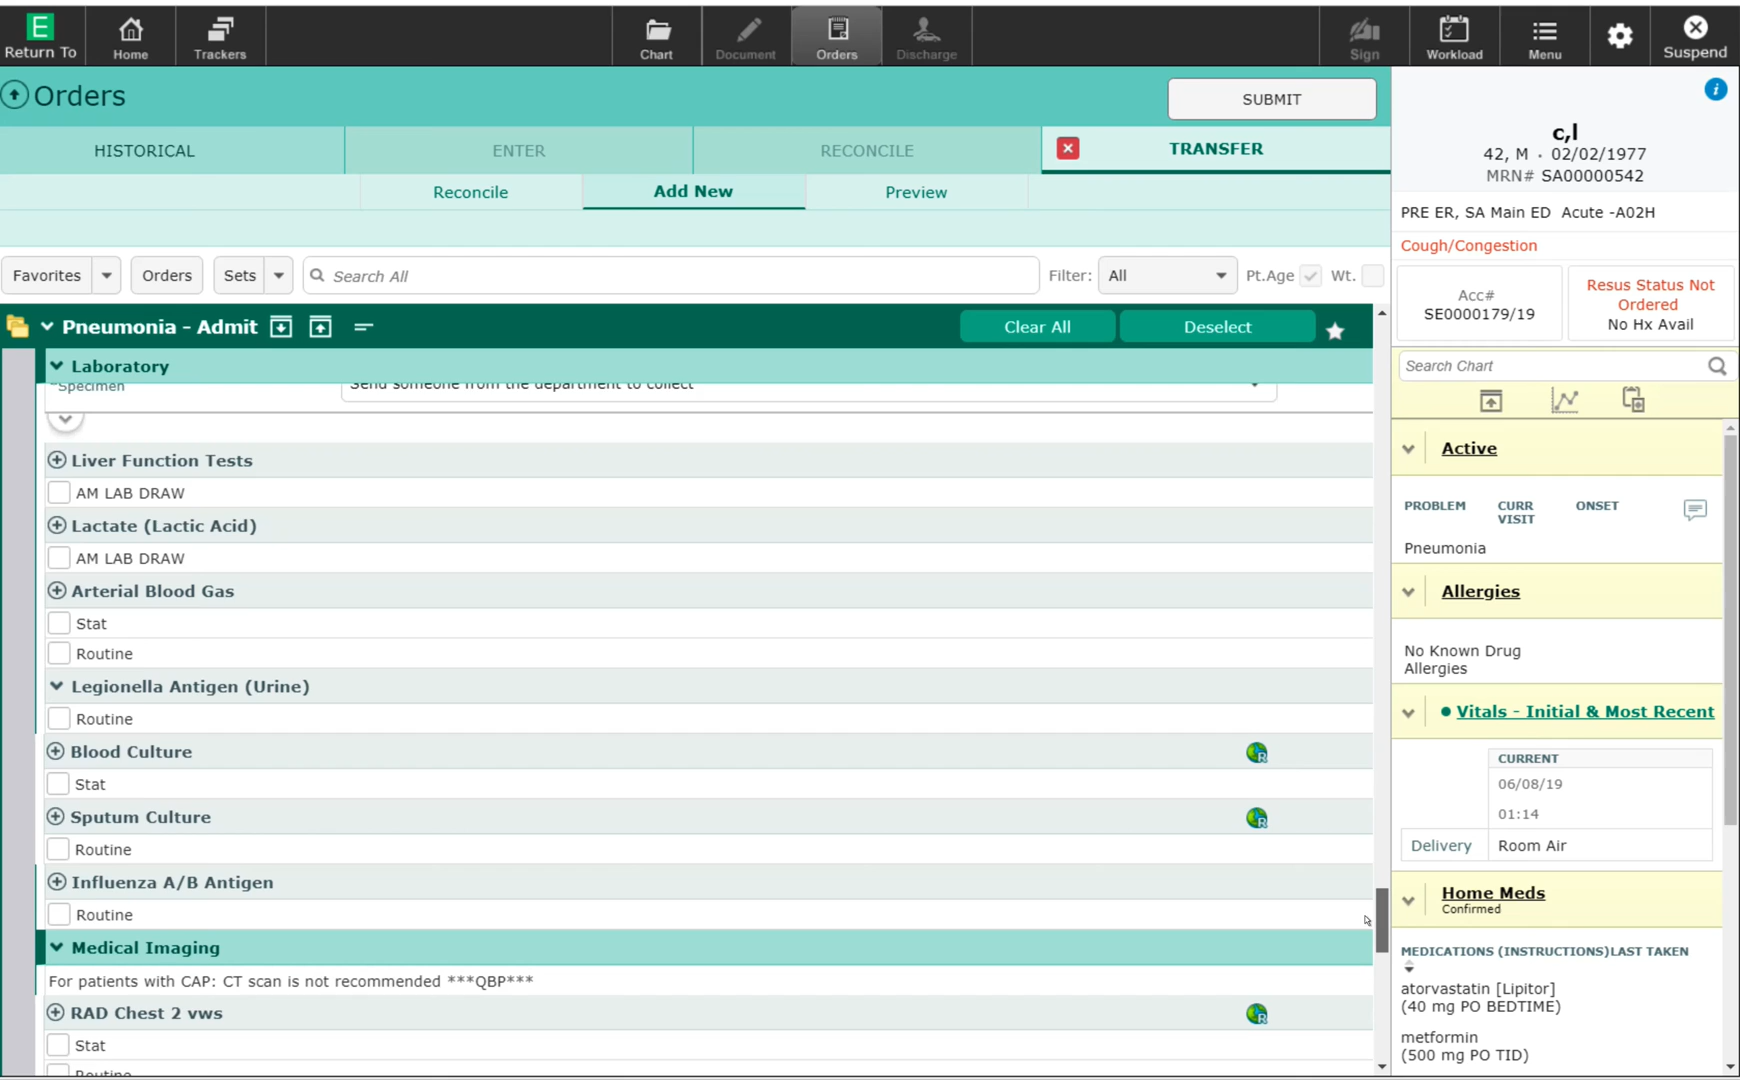 E
Return To
Home
Trackers
Chart
Document
Orders
Discharge
Sign
Workload
Menu
Suspend
Orders
SUBMIT
HISTORICAL
ENTER
RECONCILE
TRANSFER
Reconcile
Add New
Preview
Favorites
Orders
Sets
Search All
Filter:
All
Pt.Age
Wt.
Pneumonia - Admit
Clear All
Deselect
Laboratory
*Specimen
Send someone from the department to collect
Liver Function Tests
AM LAB DRAW
Lactate (Lactic Acid)
AM LAB DRAW
Arterial Blood Gas
Stat
Routine
Legionella Antigen (Urine)
Routine
Blood Culture
R
Stat
Sputum Culture
R
Routine
Influenza A/B Antigen
Routine
Medical Imaging
For patients with CAP: CT scan is not recommended ***QBP***
RAD Chest 2 vws
R
Stat
Routine
i
c,l
42, M · 02/02/1977
MRN# SA00000542
PRE ER, SA Main ED Acute -A02H
Cough/Congestion
Acc#
SE0000179/19
Resus Status Not
Ordered
No Hx Avail
Search Chart
Active
PROBLEM
CURR
VISIT
ONSET
Pneumonia
Allergies
No Known Drug
Allergies
Vitals - Initial & Most Recent
CURRENT
06/08/19
01:14
Delivery
Room Air
Home Meds
Confirmed
MEDICATIONS (INSTRUCTIONS)LAST TAKEN
atorvastatin [Lipitor]
(40 mg PO BEDTIME)
metformin
(500 mg PO TID)